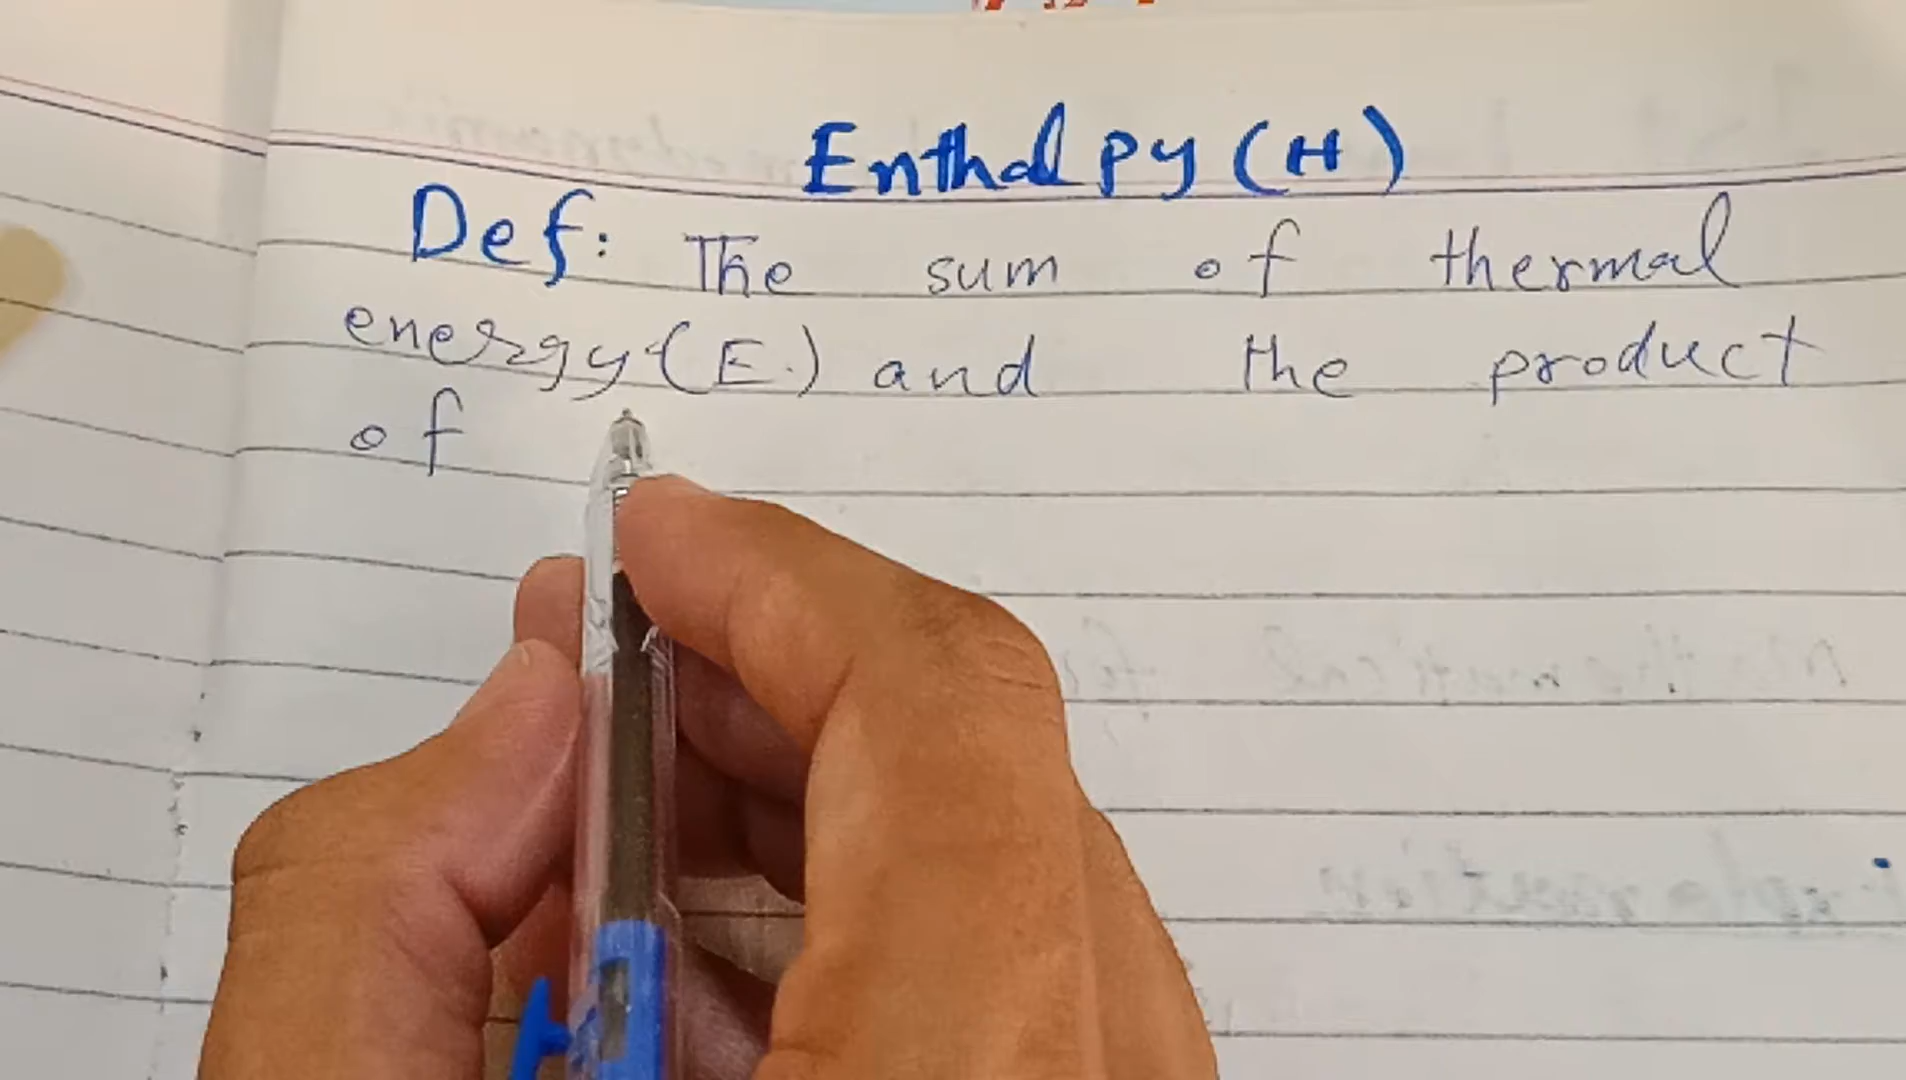 Enthalpy (H)
Def: The sum of thermal
energy (E.) and the product
of